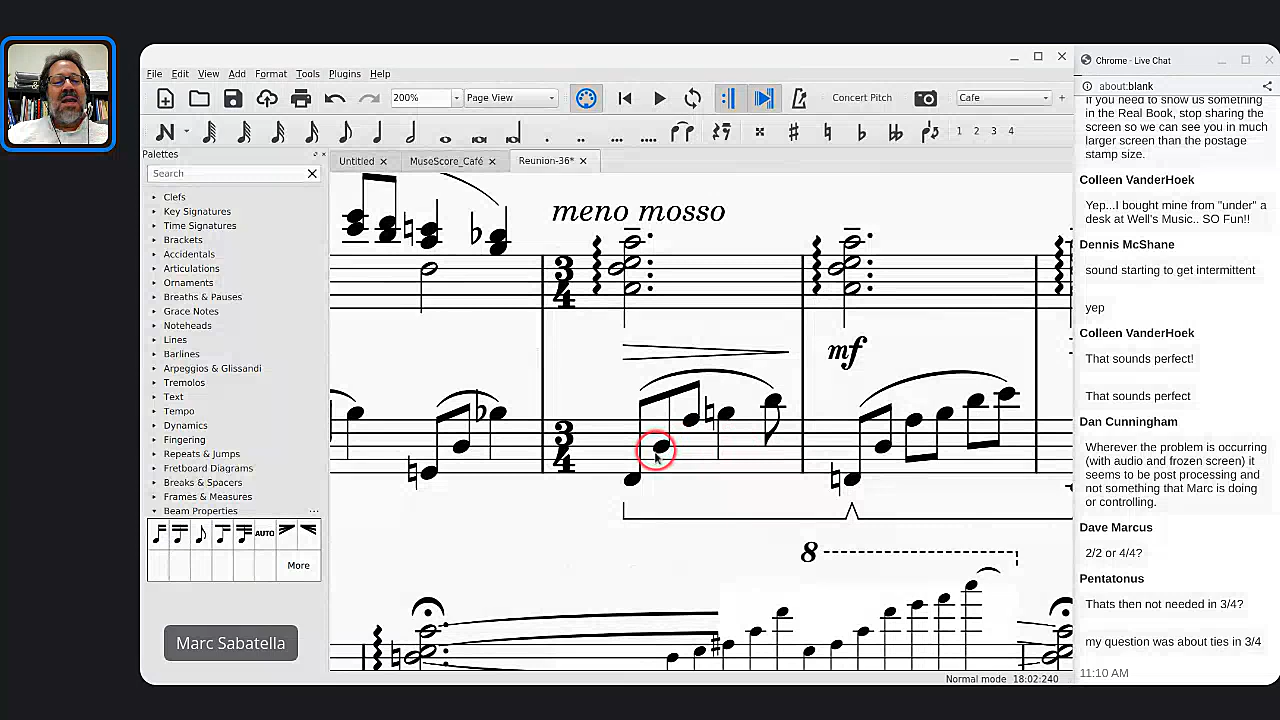 File Edit View Add Format Tools Plugins Help
200% Page View Concert Pitch Cafe
1 2 3 4
Palettes
Untitled MuseScore_Café Reunion-36*
Search
Clefs
Key Signatures
Time Signatures
Brackets
Accidentals
Articulations
Ornaments
Breaths & Pauses
Grace Notes
Noteheads
Lines
Barlines
Arpeggios & Glissandi
Tremolos
Text
Tempo
Dynamics
Fingering
Repeats & Jumps
Fretboard Diagrams
Breaks & Spacers
Frames & Measures
Beam Properties
AUTO
More
Marc Sabatella
meno mosso
3
4
mf
3
4
8
Normal mode 18:02:240
Chrome - Live Chat
about:blank
If you need to show us something
in the Real Book, stop sharing the
screen so we can see you in much
larger screen than the postage
stamp size.
Colleen VanderHoek
Yep...I bought mine from "under" a
desk at Well's Music.. SO Fun!!
Dennis McShane
sound starting to get intermittent
yep
Colleen VanderHoek
That sounds perfect!
That sounds perfect
Dan Cunningham
Wherever the problem is occurring
(with audio and frozen screen) it
seems to be post processing and
not something that Marc is doing
or controlling.
Dave Marcus
2/2 or 4/4?
Pentatonus
Thats then not needed in 3/4?
my question was about ties in 3/4
11:10 AM